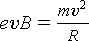 evB = mv²/R